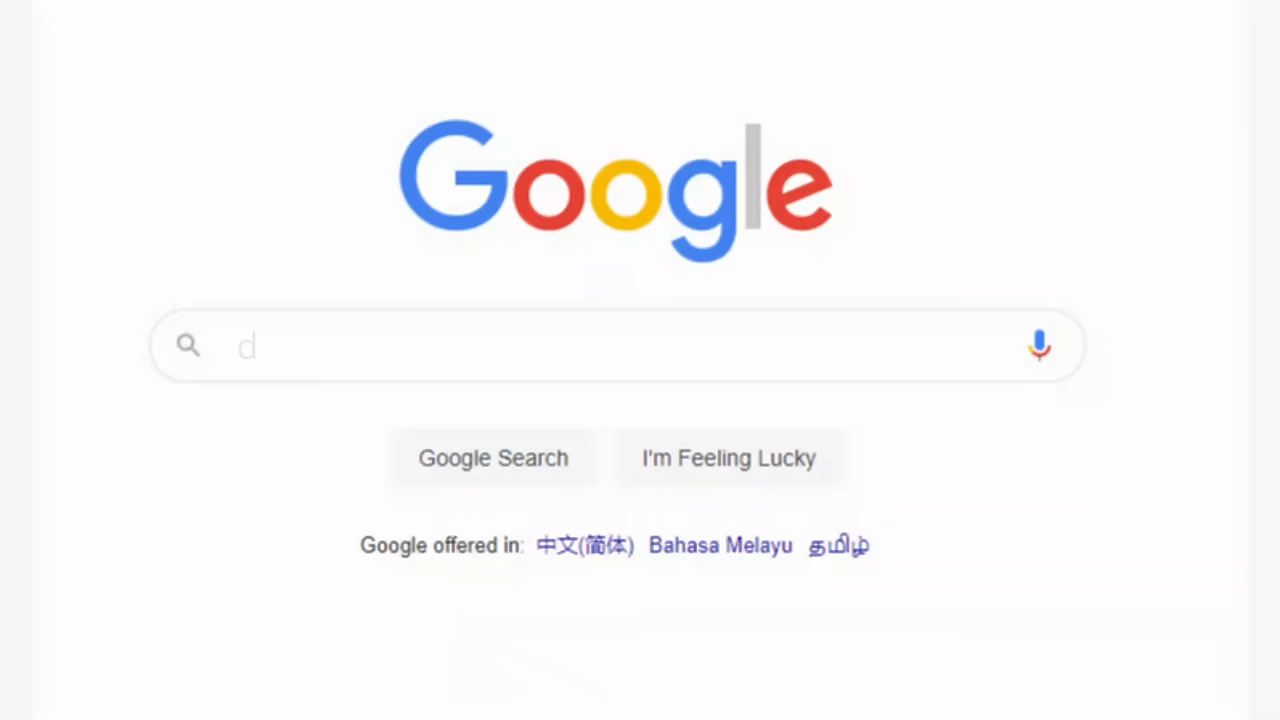 Google
d
Google Search I'm Feeling Lucky
Google offered in: 中文(简体) Bahasa Melayu தமிழ்